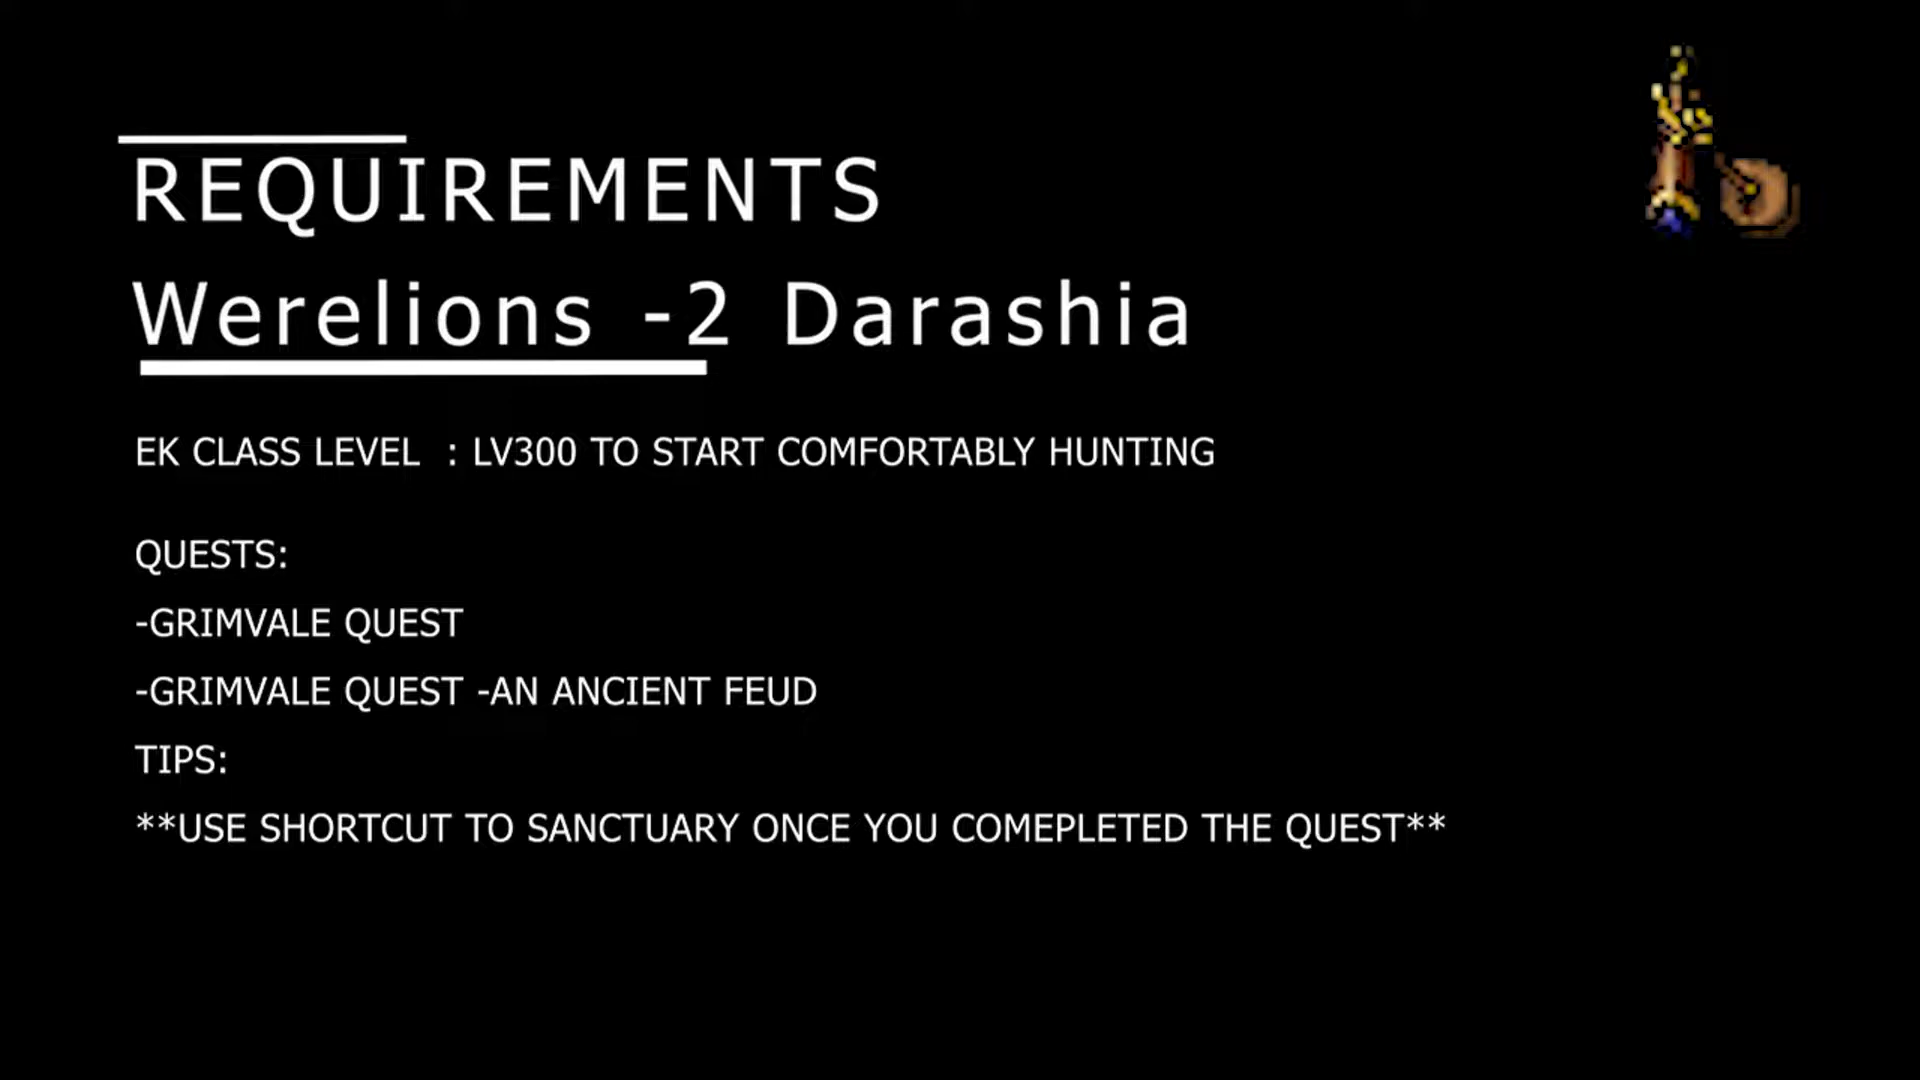 REQUIREMENTS
Werelions -2 Darashia
EK CLASS LEVEL  : LV300 TO START COMFORTABLY HUNTING
QUESTS:
-GRIMVALE QUEST
-GRIMVALE QUEST -AN ANCIENT FEUD
TIPS:
**USE SHORTCUT TO SANCTUARY ONCE YOU COMEPLETED THE QUEST**